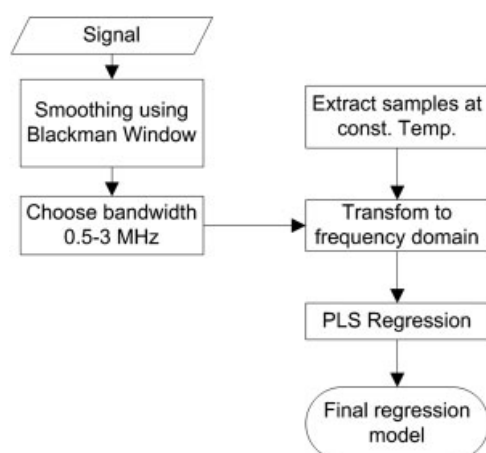 Signal
Smoothing using
Blackman Window
Choose bandwidth
0.5-3 MHz
Extract samples at
const. Temp.
Transfom to
frequency domain
PLS Regression
Final regression
model